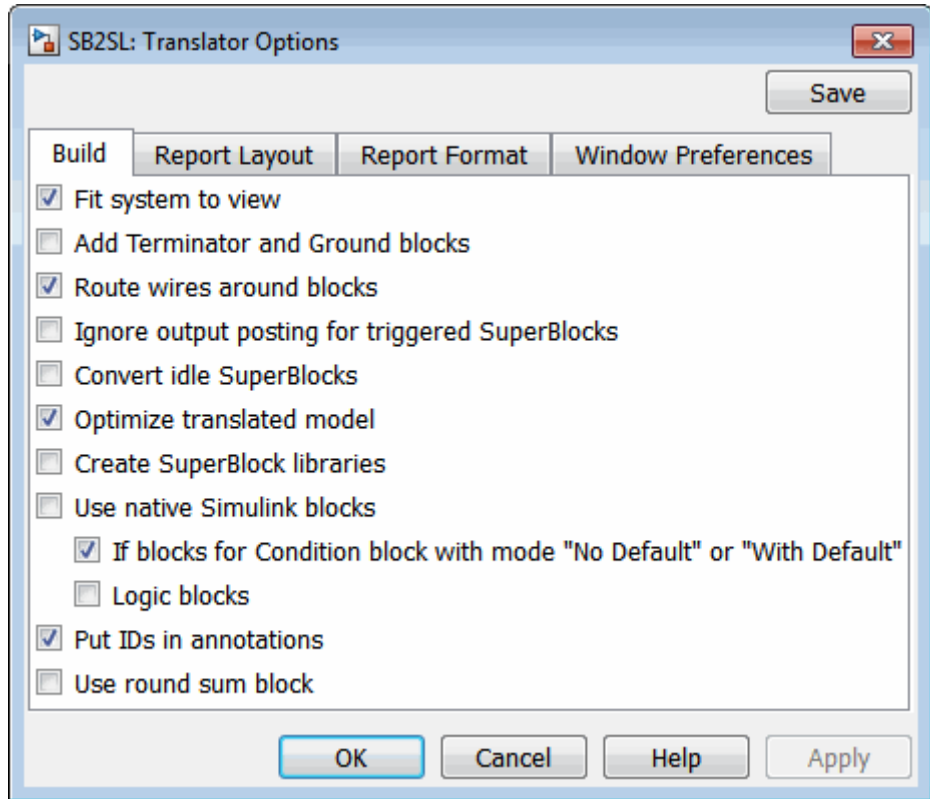 SB2SL: Translator Options
Save
Build Report Layout Report Format Window Preferences
Fit system to view
Add Terminator and Ground blocks
Route wires around blocks
Ignore output posting for triggered SuperBlocks
Convert idle SuperBlocks
Optimize translated model
Create SuperBlock libraries
Use native Simulink blocks
If blocks for Condition block with mode "No Default" or "With Default"
Logic blocks
Put IDs in annotations
Use round sum block
OK Cancel Help Apply